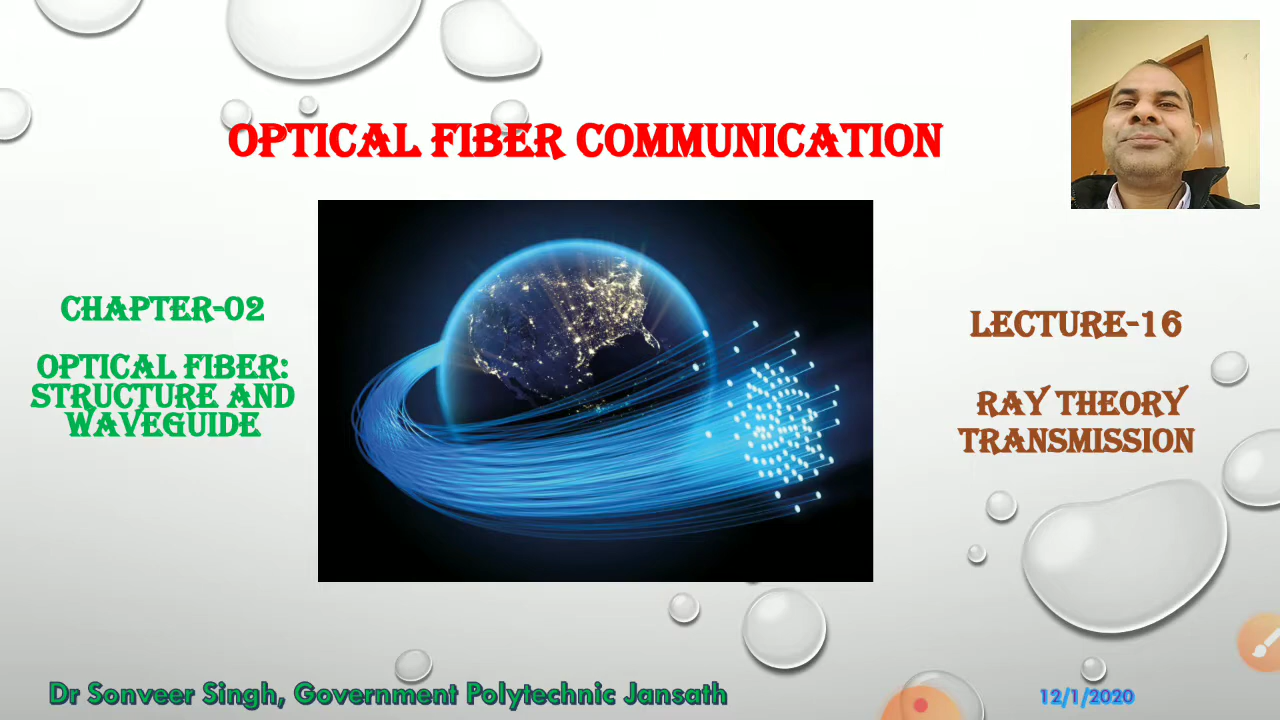 OPTICAL FIBER COMMUNICATION
CHAPTER-02
OPTICAL FIBER:
STRUCTURE AND
WAVEGUIDE
LECTURE-16
RAY THEORY
TRANSMISSION
Dr Sonveer Singh, Government Polytechnic Jansath
12/1/2020